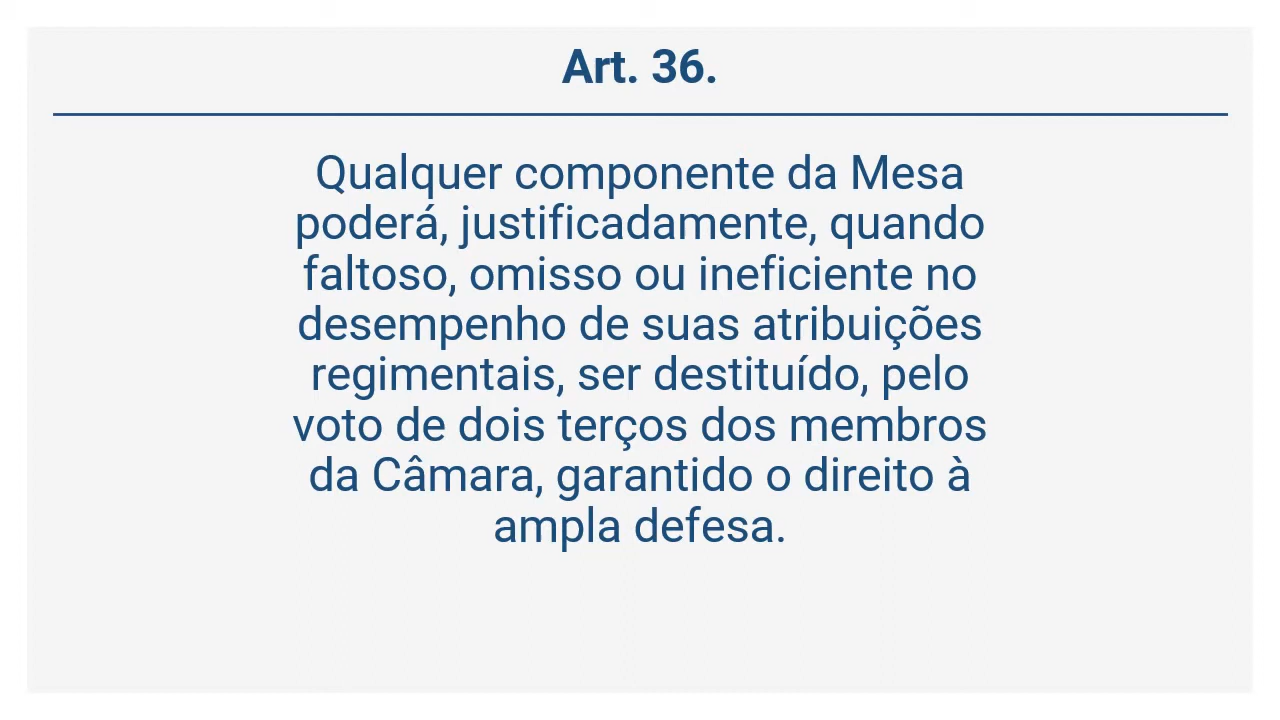 Art. 36.
Qualquer componente da Mesa
poderá, justificadamente, quando
faltoso, omisso ou ineficiente no
desempenho de suas atribuições
regimentais, ser destituído, pelo
voto de dois terços dos membros
da Câmara, garantido o direito à
ampla defesa.